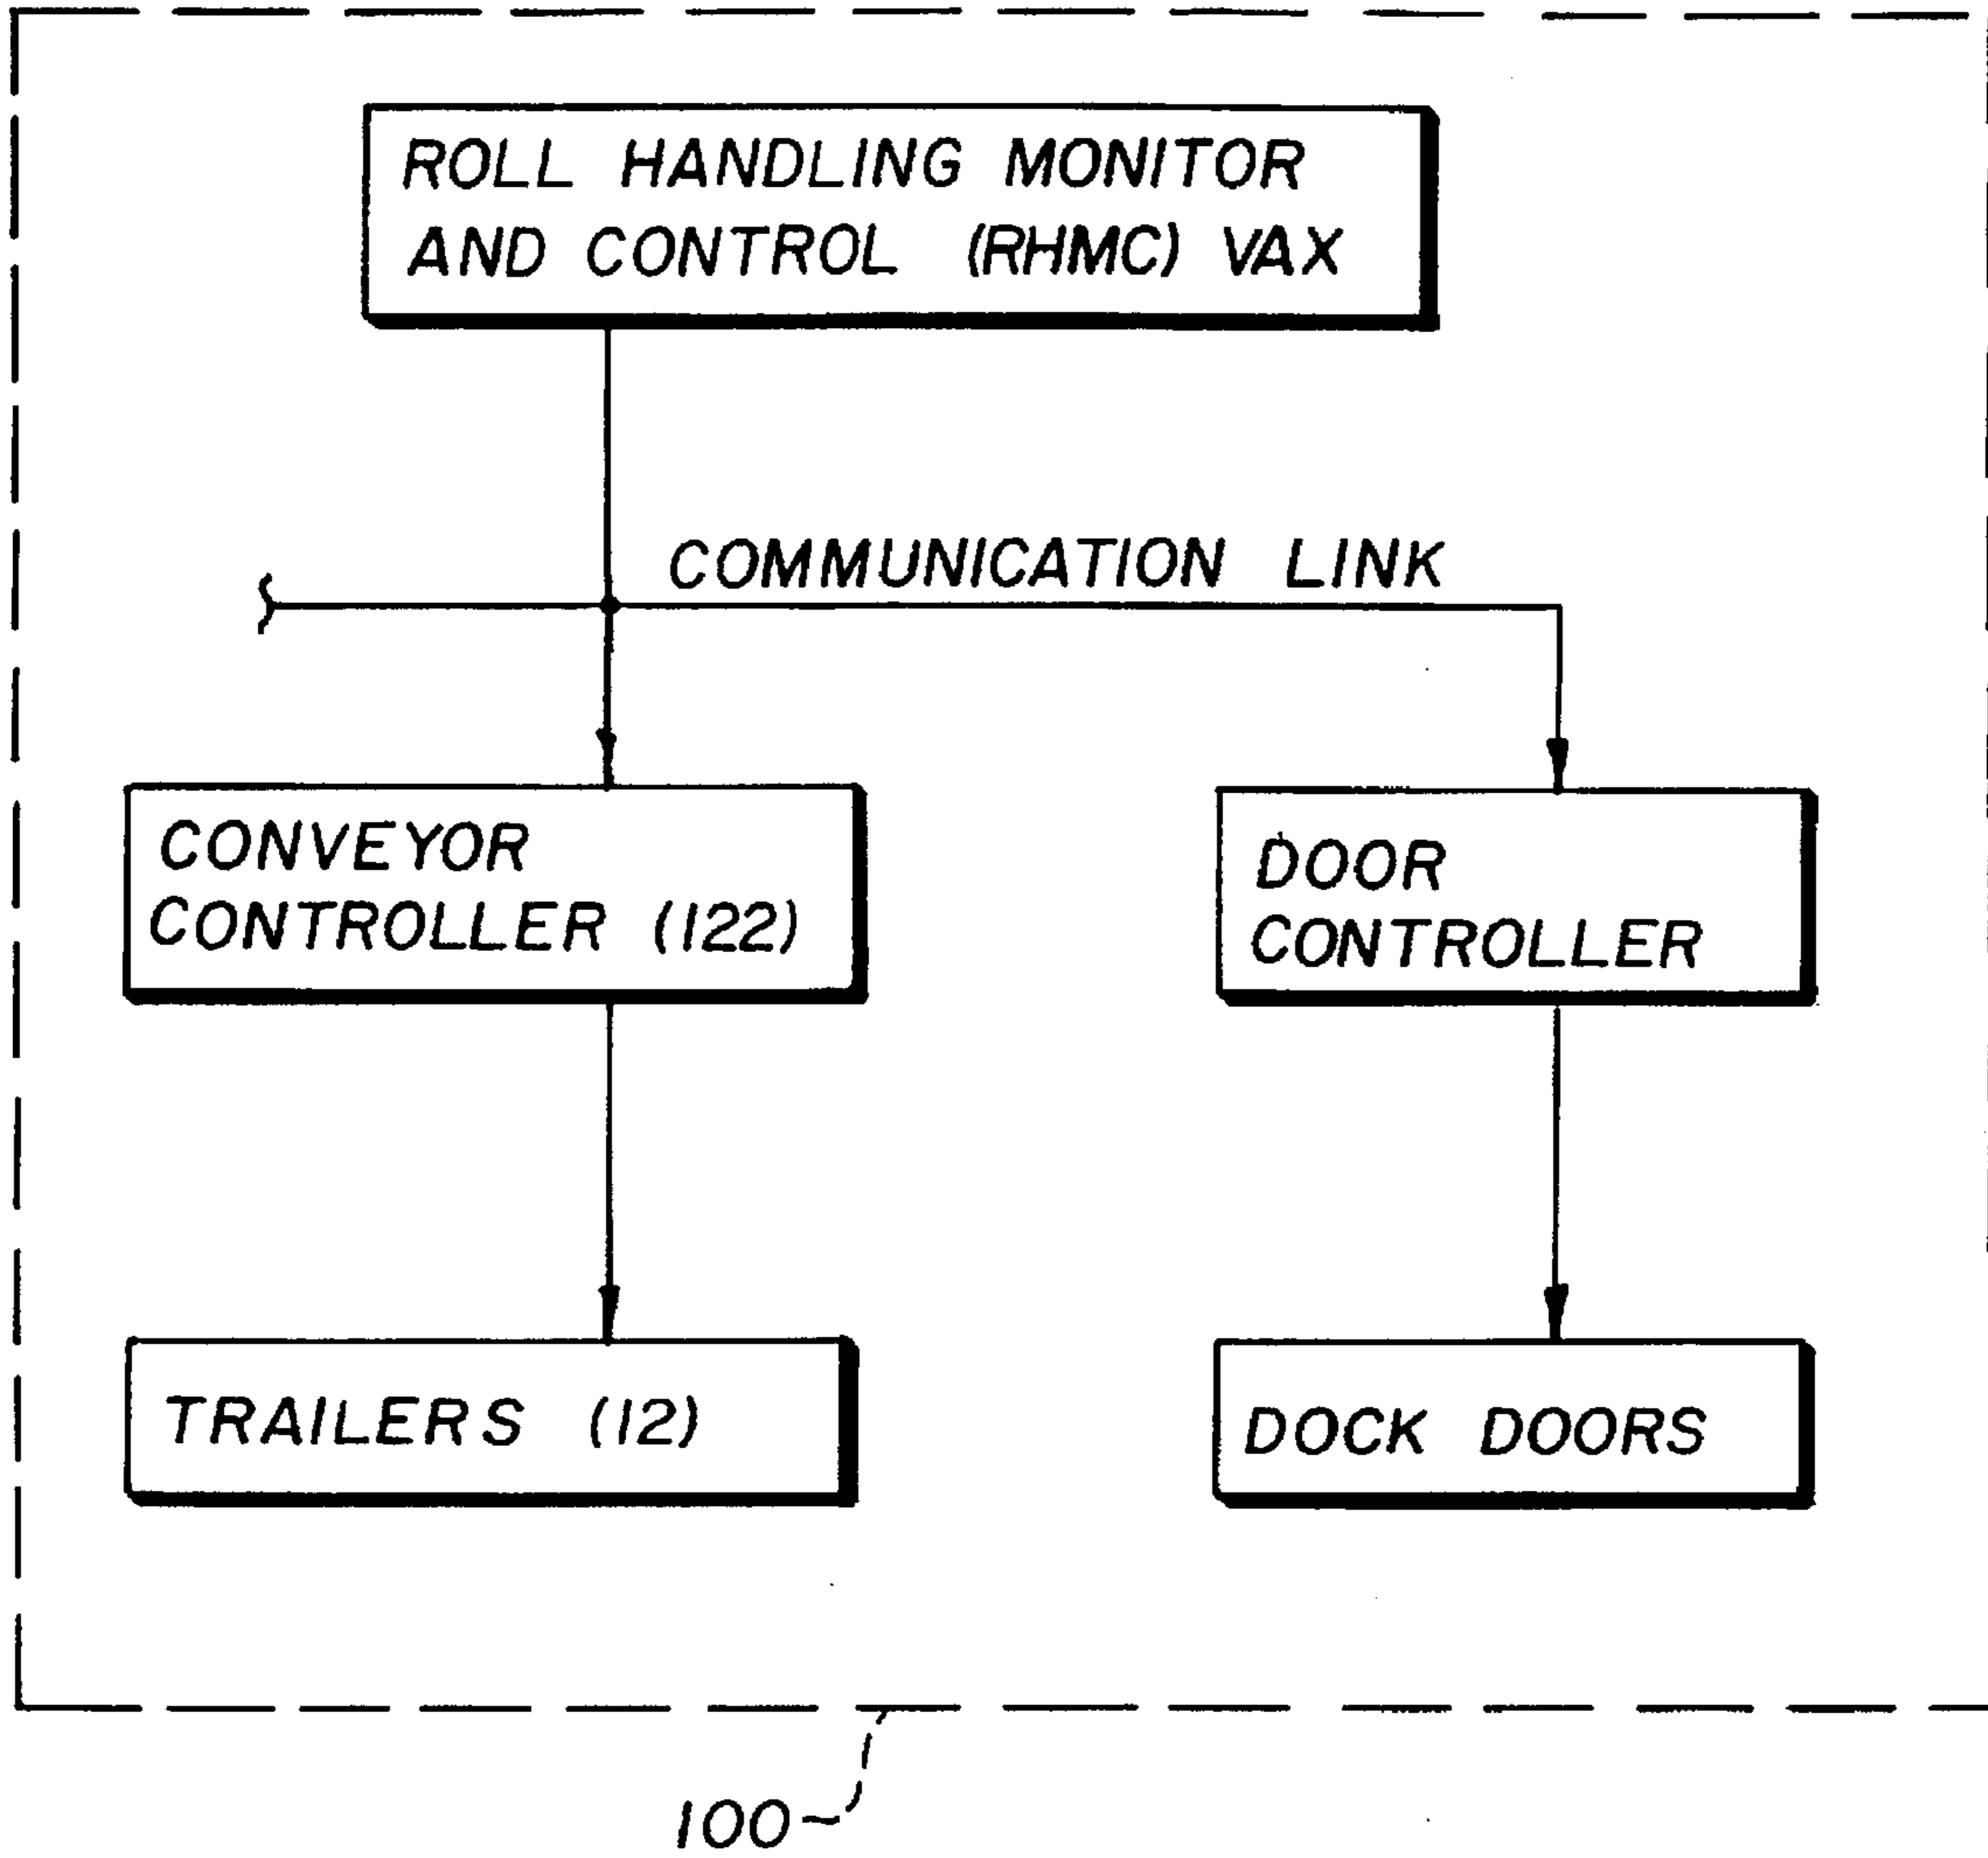 ROLL HANDLING MONITOR
AND CONTROL (RHMC) VAX
COMMUNICATION LINK
CONVEYOR
CONTROLLER (122)
DOOR
CONTROLLER
TRAILERS (12)
DOCK DOORS
100